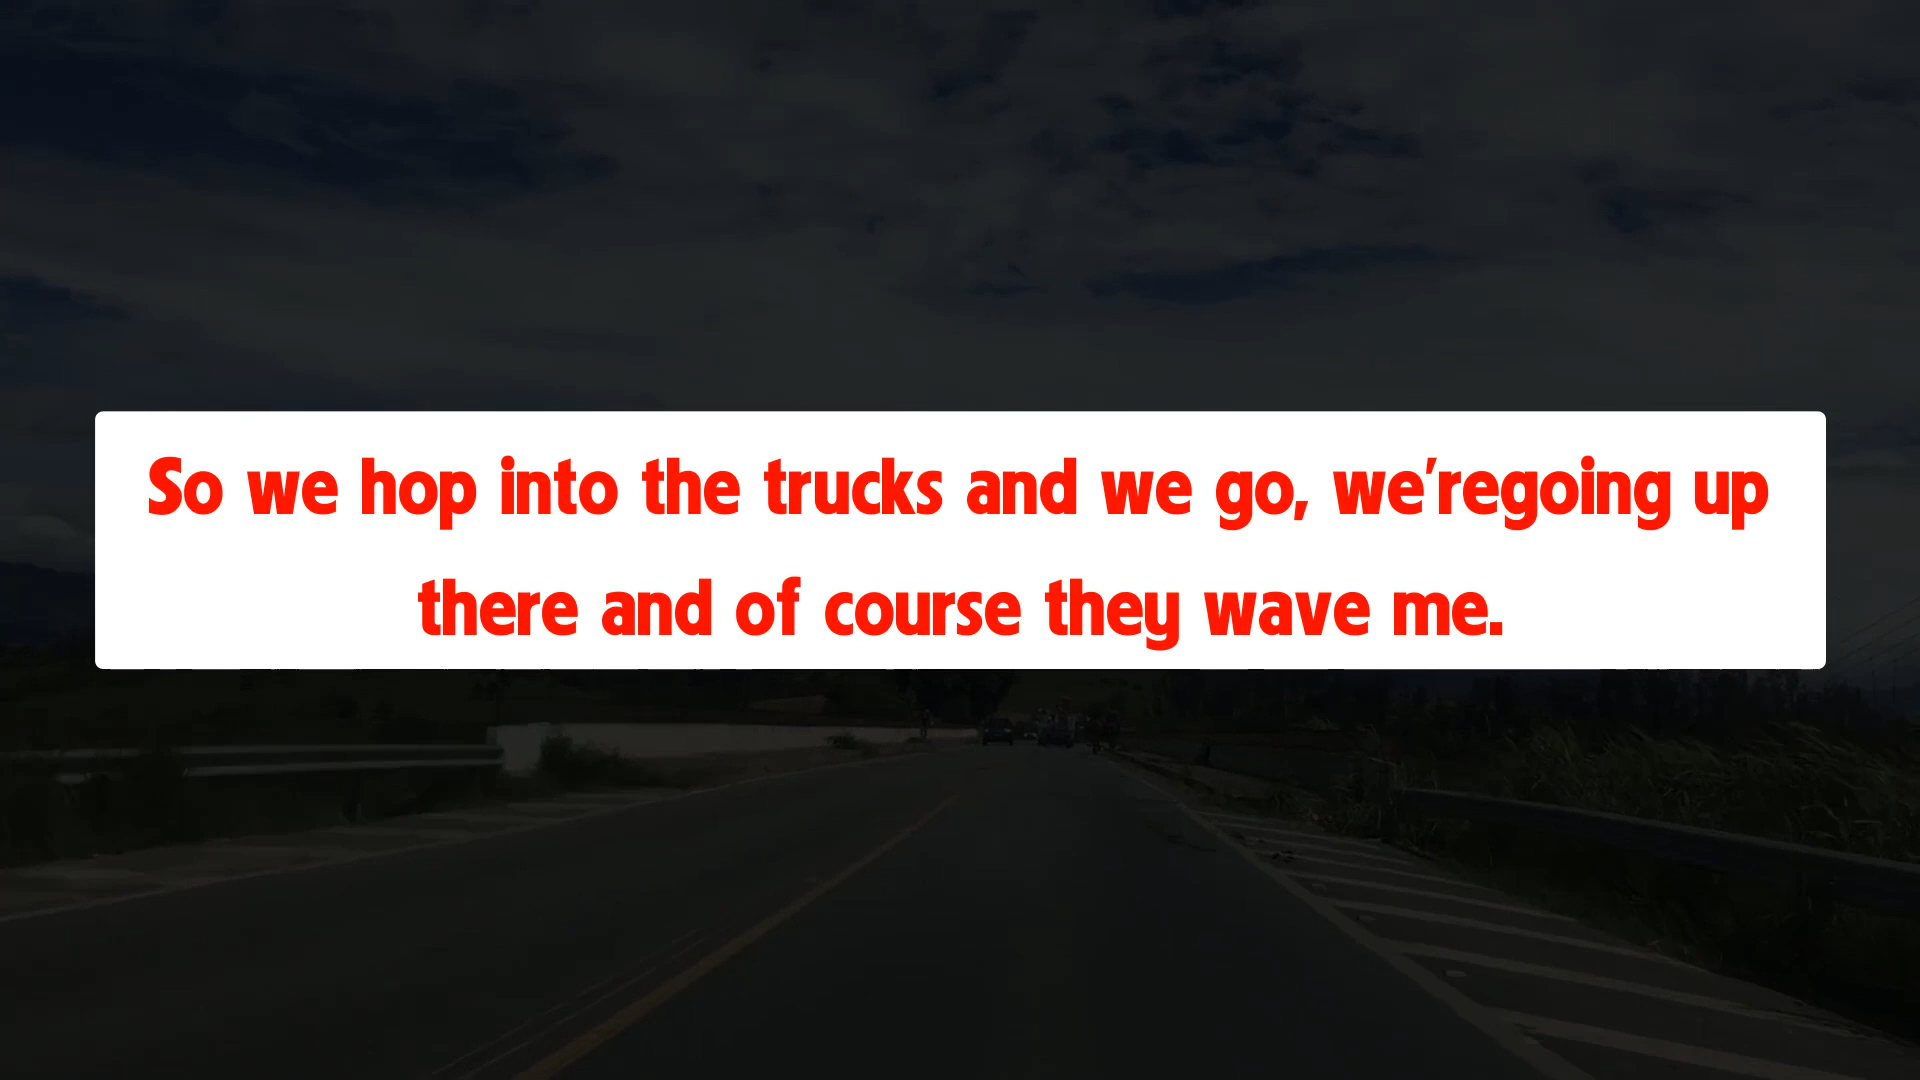 So we hop into the trucks and we go, we'regoing up
there and of course they wave me.